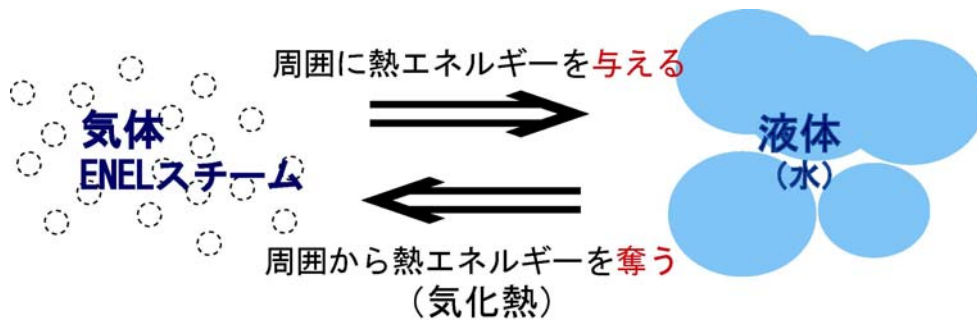 周囲に熱エネルギーを与える
気体
ENELスチーム
液体
（水）
周囲から熱エネルギーを奪う
（気化熱）